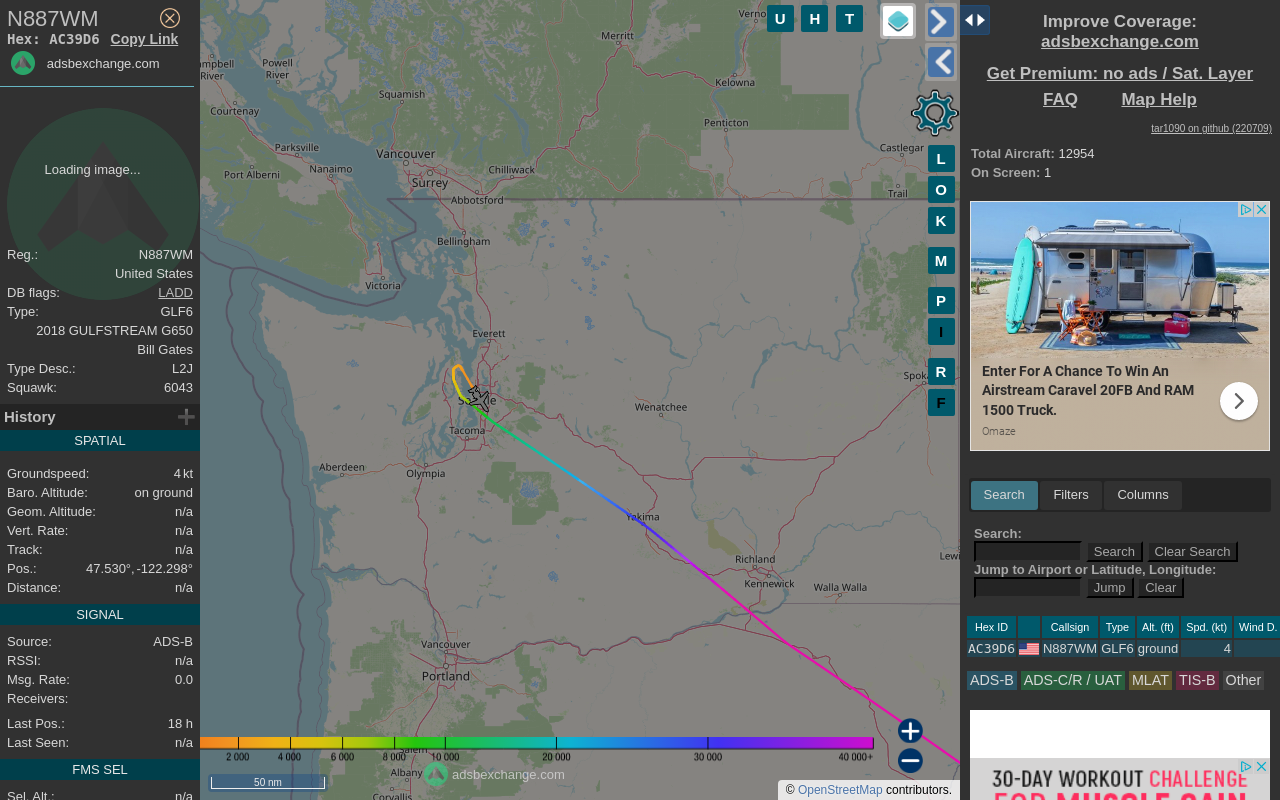 N887WM
Hex: AC39D6 Copy Link
adsbexchange.com
Loading image...
Reg.: N887WM
United States
DB flags: LADD
Type: GLF6
2018 GULFSTREAM G650
Bill Gates
Type Desc.: L2J
Squawk: 6043
History
SPATIAL
Groundspeed: 4 kt
Baro. Altitude: on ground
Geom. Altitude: n/a
Vert. Rate: n/a
Track: n/a
Pos.: 47.530°, -122.298°
Distance: n/a
SIGNAL
Source: ADS-B
RSSI: n/a
Msg. Rate: 0.0
Receivers:
Last Pos.: 18 h
Last Seen: n/a
FMS SEL
Sel. Alt.: n/a
U H T
L
O
K
M
P
I
R
F
Merritt
Powell
River
River
Squamish
Kelowna
Courtenay
Penticton
Parksville
Vancouver
Castlegar
Nanaimo
Port Alberni
Chilliwack
Surrey
Abbotsford
Trail
Bellingham
Victoria
Everett
Wenatchee
Tacoma
Aberdeen
Olympia
Yakima
Richland
Kennewick
Walla Walla
Vancouver
Portland
Salem
Albany
Corvallis
2 000 4 000 6 000 8 000 10 000 20 000 30 000 40 000+
50 nm
adsbexchange.com
© OpenStreetMap contributors.
Improve Coverage:
adsbexchange.com
Get Premium: no ads / Sat. Layer
FAQ Map Help
tar1090 on github (220709)
Total Aircraft: 12954
On Screen: 1
Enter For A Chance To Win An
Airstream Caravel 20FB And RAM
1500 Truck.
Omaze
Search Filters Columns
Search:
Search Clear Search
Jump to Airport or Latitude, Longitude:
Jump Clear
Hex ID Callsign Type Alt. (ft) Spd. (kt) Wind D.
AC39D6 N887WM GLF6 ground 4
ADS-B ADS-C/R / UAT MLAT TIS-B Other
30-DAY WORKOUT CHALLENGE
FOR MUSCLE GAIN